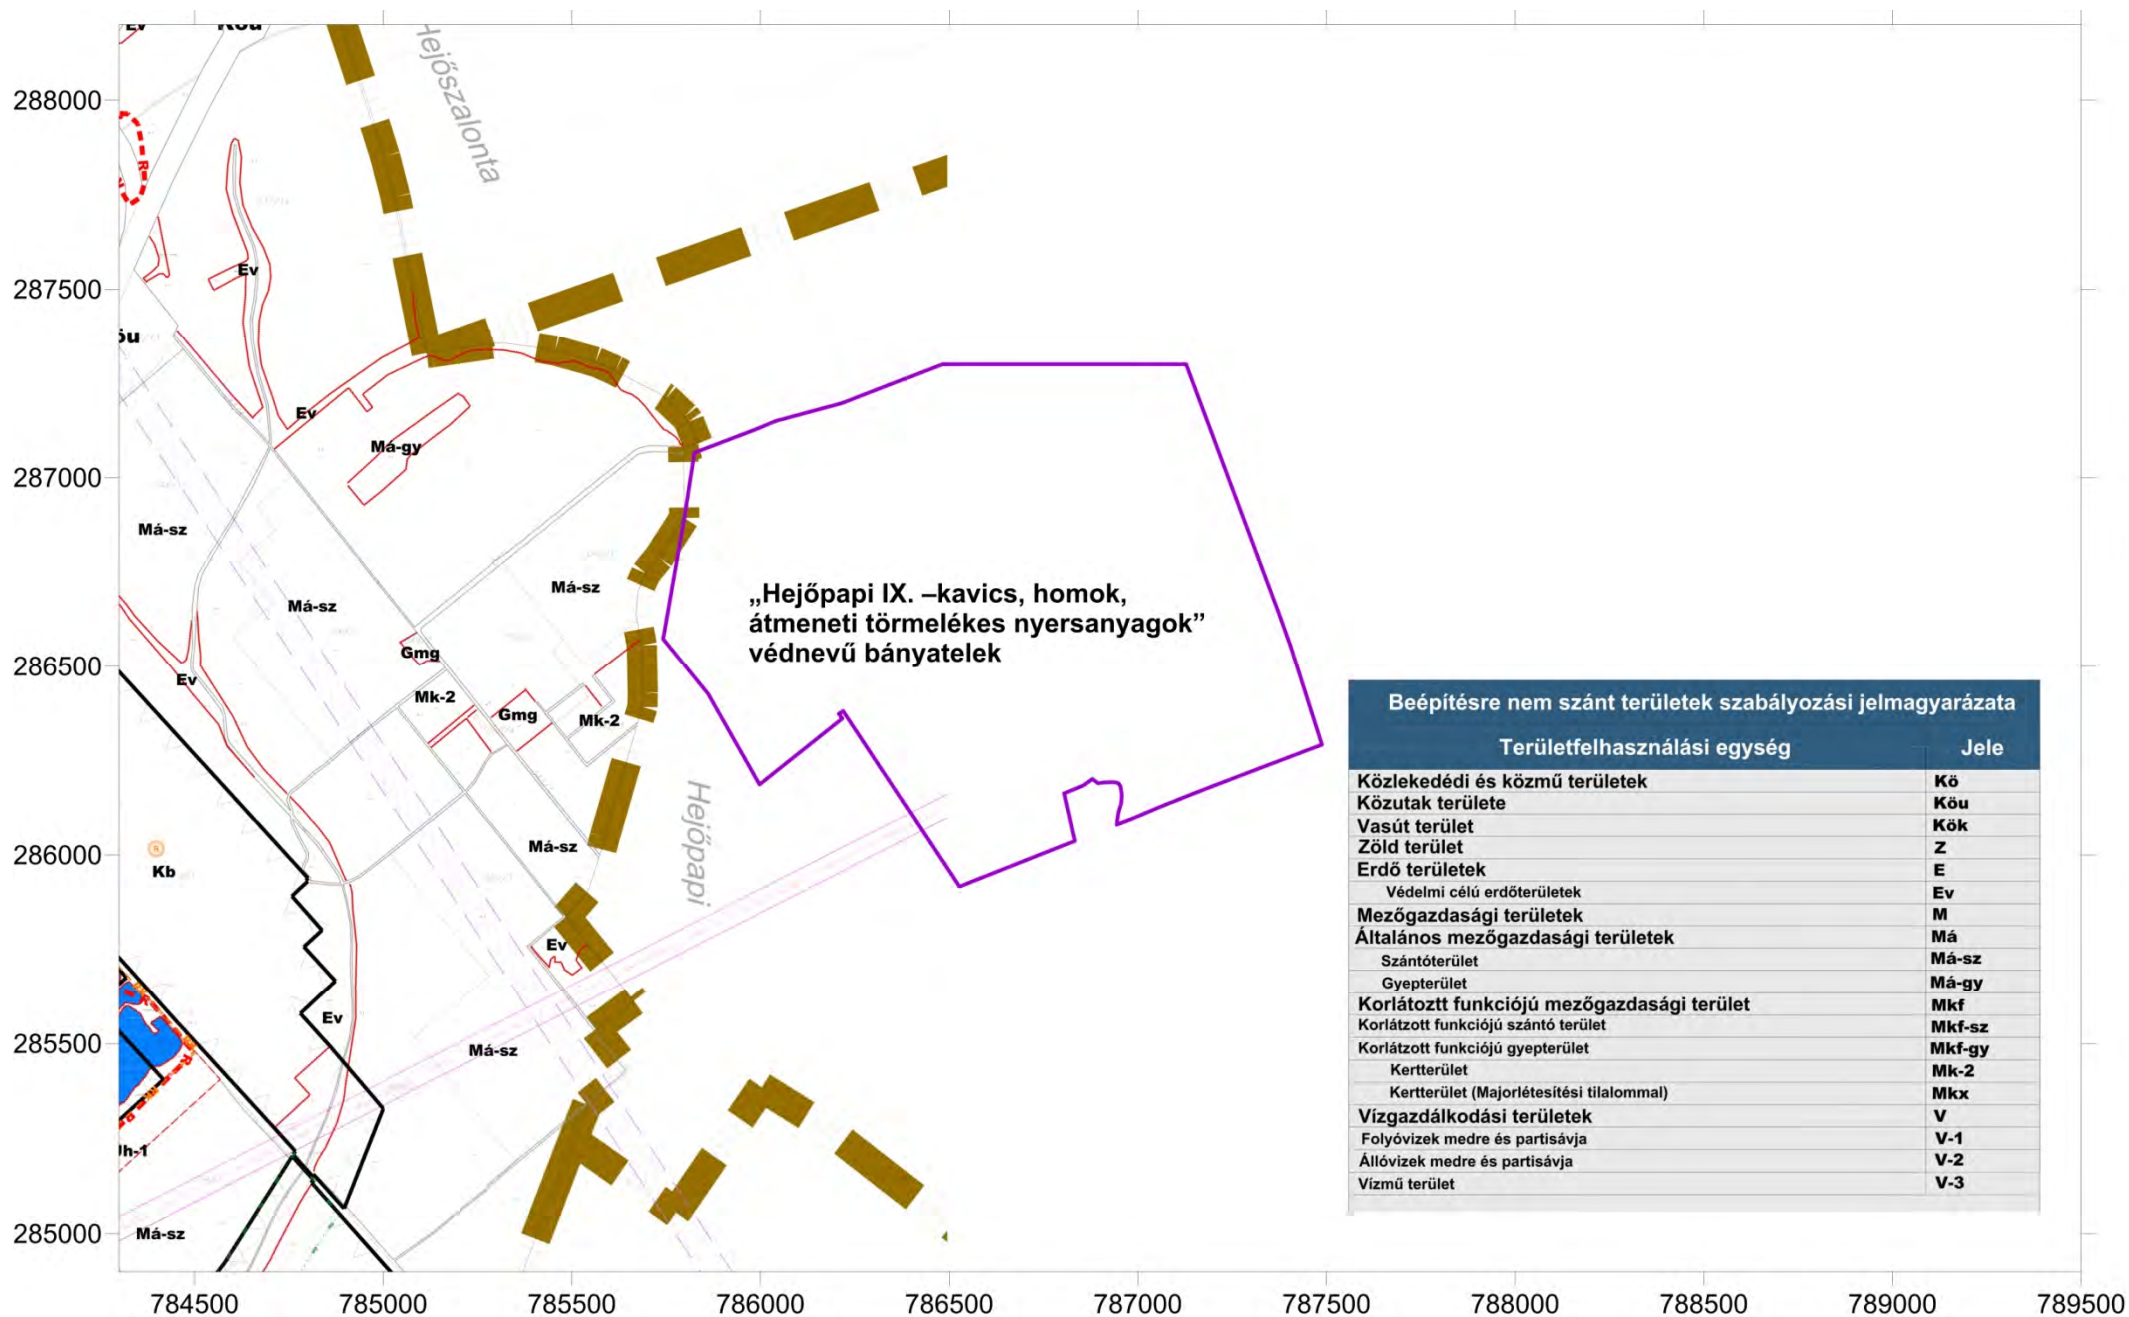 Ev
Köu
Hejőszalonta
288000
R
Ev
287500
öu
Ev
Má-gy
287000
Má-sz
Má-sz
Má-sz
„Hejőpapi IX. –kavics, homok,
átmeneti törmelékes nyersanyagok”
védnevű bányatelek
Gmg
286500
Ev
Mk-2
Gmg
Mk-2
Hejőpapi
Má-sz
286000
Kb
Ev
Ev
285500
Má-sz
R
Má-sz
285000
784500 785000 785500 786000 786500 787000 787500 788000 788500 789000 789500
Beépítésre nem szánt területek szabályozási jelmagyarázata
Területfelhasználási egység Jele
Közlekedédi és közmű területek Kö
Közutak területe Köu
Vasút terület Kök
Zöld terület Z
Erdő területek E
Védelmi célú erdőterületek Ev
Mezőgazdasági területek M
Általános mezőgazdasági területek Má
Szántóterület Má-sz
Gyepterület Má-gy
Korlátoztt funkciójú mezőgazdasági terület Mkf
Korlátzott funkciójú szántó terület Mkf-sz
Korlátzott funkciójú gyepterület Mkf-gy
Kertterület Mk-2
Kertterület (Majorlétesítési tilalommal) Mkx
Vízgazdálkodási területek V
Folyóvizek medre és partisávja V-1
Állóvizek medre és partisávja V-2
Vízmű terület V-3